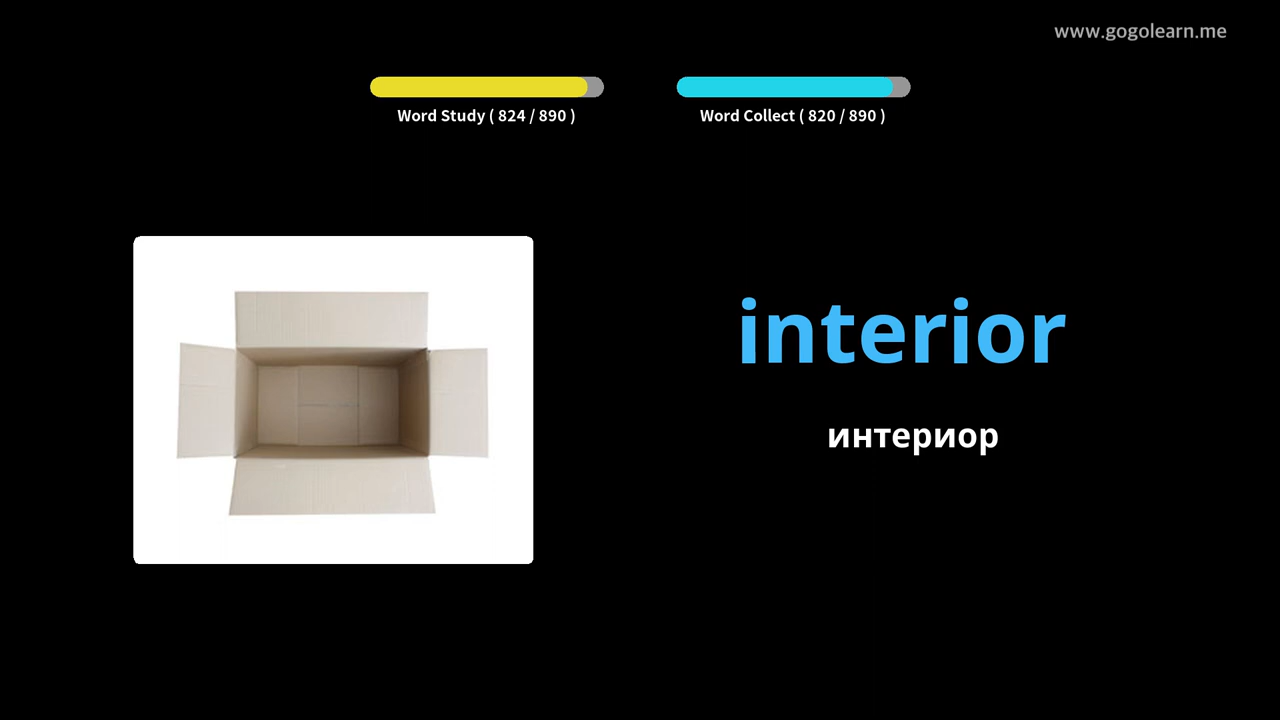 www.gogolearn.me
Word Study ( 824 / 890 )
Word Collect ( 820 / 890 )
interior
интериор